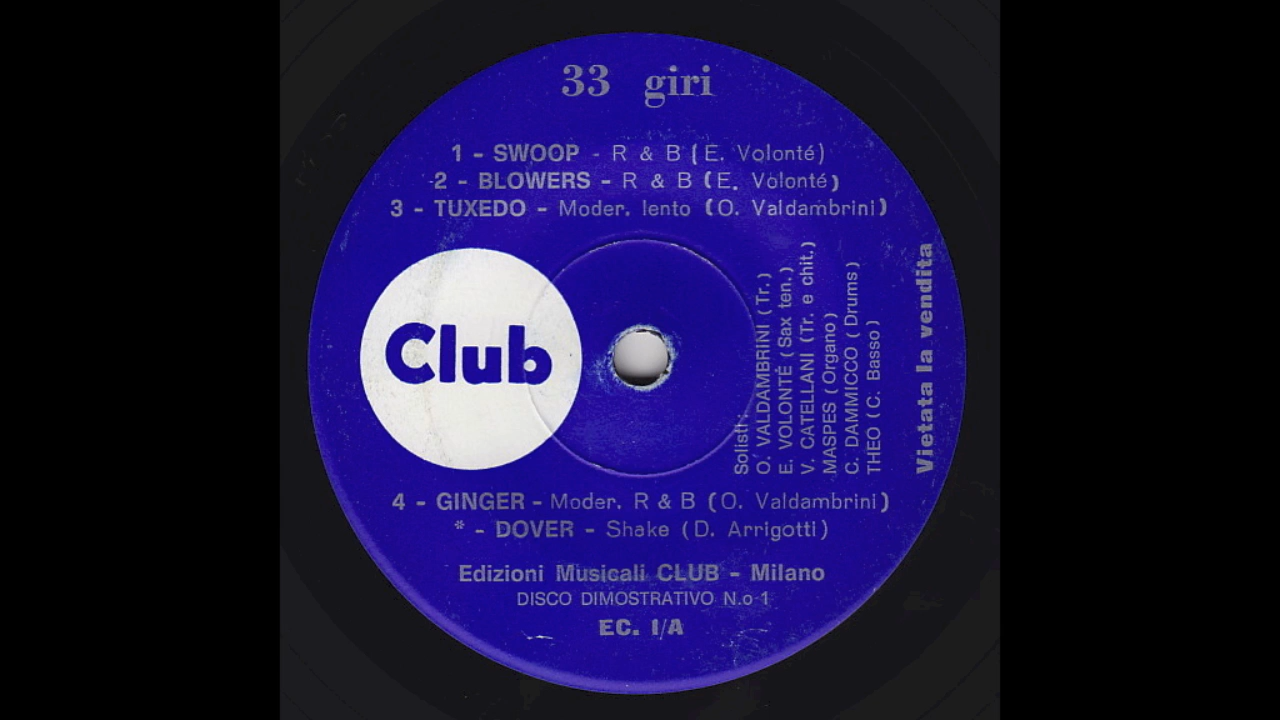 33 giri
1 - SWOOP - R & B (E. Volonté)
2 - BLOWERS - R & B (E. Volonté)
3 - TUXEDO - Moder. lento (O. Valdambrini)
Club
Solisti:
O. VALDAMBRINI (Tr.)
E. VOLONTÉ (Sax ten.)
V. CATELLANI (Tr. e chit.)
MASPES (Organo)
C. DAMMICCO (Drums)
THEO (C. Basso)
Vietata la vendita
4 - GINGER - Moder. R & B (O. Valdambrini)
* - DOVER - Shake (D. Arrigotti)
Edizioni Musicali CLUB - Milano
DISCO DIMOSTRATIVO N.o 1
EC. 1/A